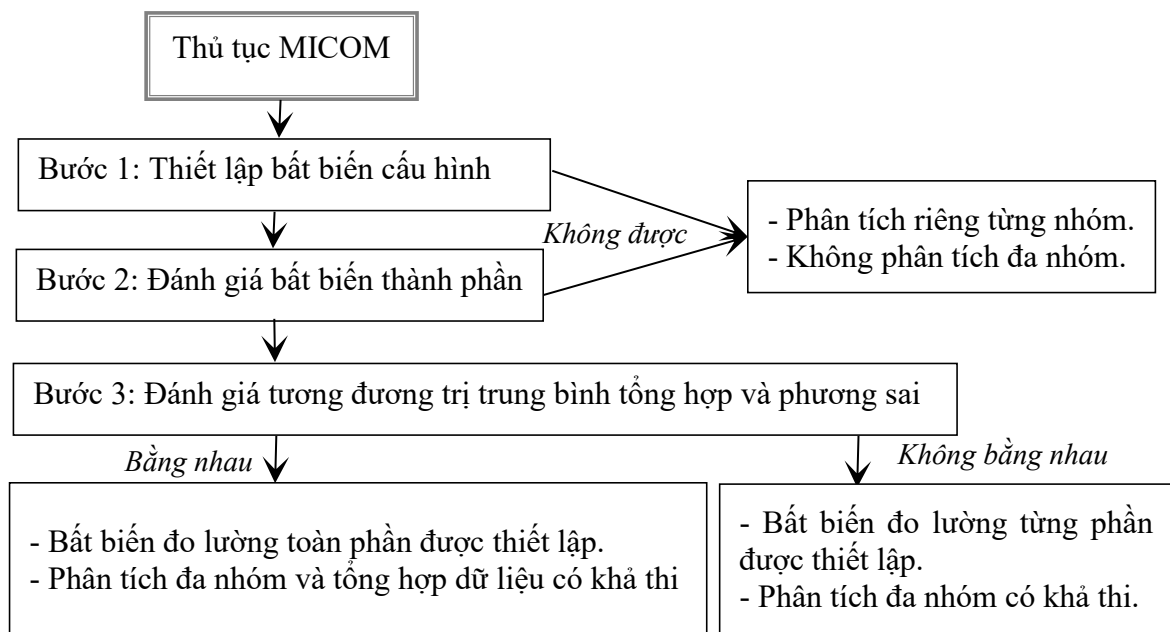 Thủ tục MICOM
Bước 1: Thiết lập bất biến cấu hình
Không được
- Phân tích riêng từng nhóm.
- Không phân tích đa nhóm.
Bước 2: Đánh giá bất biến thành phần
Bước 3: Đánh giá tương đương trị trung bình tổng hợp và phương sai
Bằng nhau
Không bằng nhau
- Bất biến đo lường toàn phần được thiết lập.
- Phân tích đa nhóm và tổng hợp dữ liệu có khả thi
- Bất biến đo lường từng phần
được thiết lập.
- Phân tích đa nhóm có khả thi.